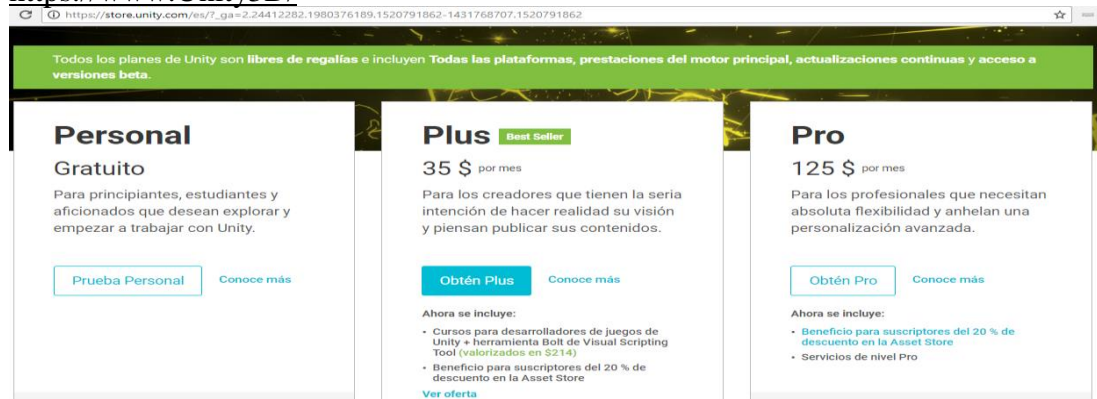 https://www.Unity3D/
https://store.unity.com/es/?_ga=2.24412282.1980376189.1520791862-1431768707.1520791862
Todos los planes de Unity son libres de regalías e incluyen Todas las plataformas, prestaciones del motor principal, actualizaciones continuas y acceso a
versiones beta.
Personal
Gratuito
Para principiantes, estudiantes y
aficionados que desean explorar y
empezar a trabajar con Unity.
Prueba Personal Conoce más
Plus Best Seller
35 $ por mes
Para los creadores que tienen la seria
intención de hacer realidad su visión
y piensan publicar sus contenidos.
Obtén Plus Conoce más
Ahora se incluye:
• Cursos para desarrolladores de juegos de
Unity + herramienta Bolt de Visual Scripting
Tool (valorizados en $214)
• Beneficio para suscriptores del 20 % de
descuento en la Asset Store
Ver oferta
Pro
125 $ por mes
Para los profesionales que necesitan
absoluta flexibilidad y anhelan una
personalización avanzada.
Obtén Pro Conoce más
Ahora se incluye:
• Beneficio para suscriptores del 20 % de
descuento en la Asset Store
• Servicios de nivel Pro